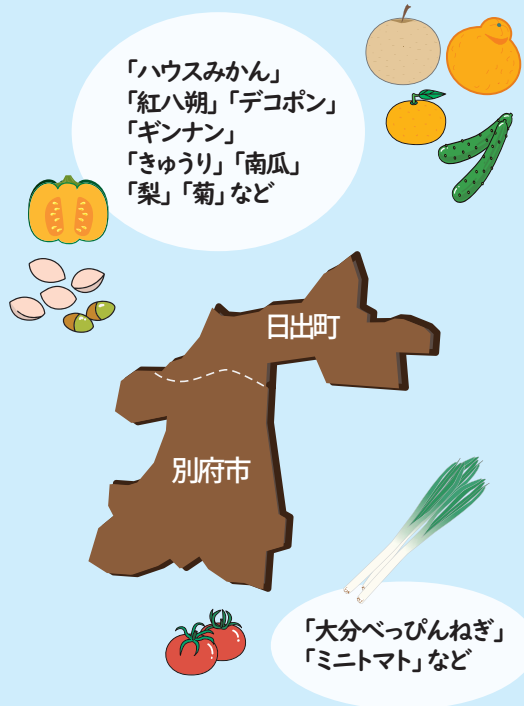 「ハウスみかん」
「紅八朔」「デコポン」
「ギンナン」
「きゅうり」「南瓜」
「梨」「菊」など
日出町
別府市
「大分べっぴんねぎ」
「ミニトマト」など